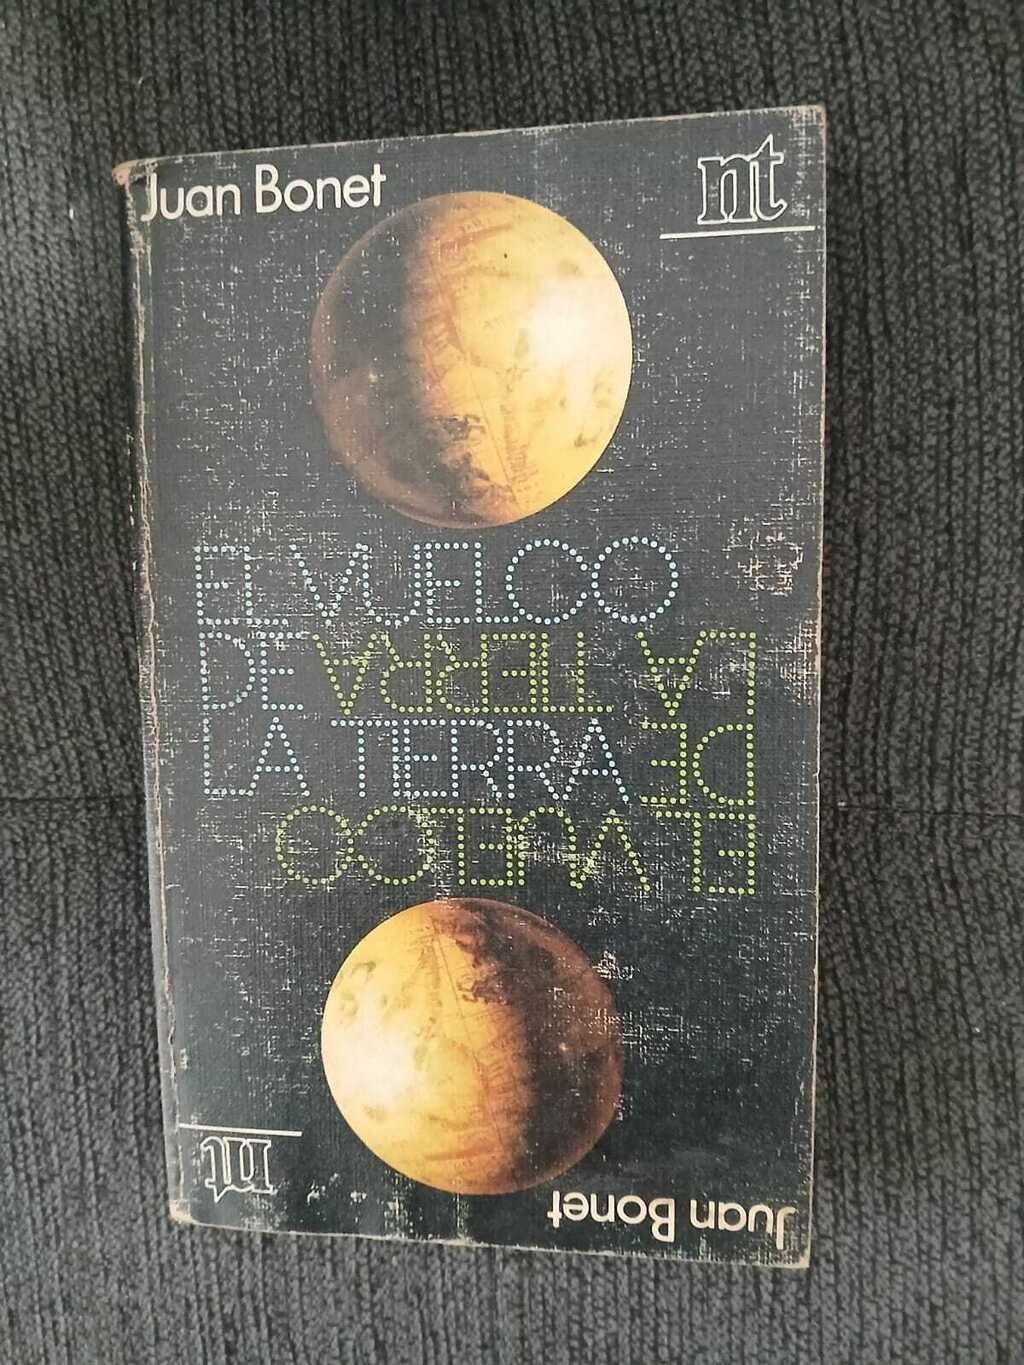 Juan Bonet
nt
EL VUELCO
DE
LA TIERRA
EL VUELCO
DE
LA TIERRA
nt
Juan Bonet